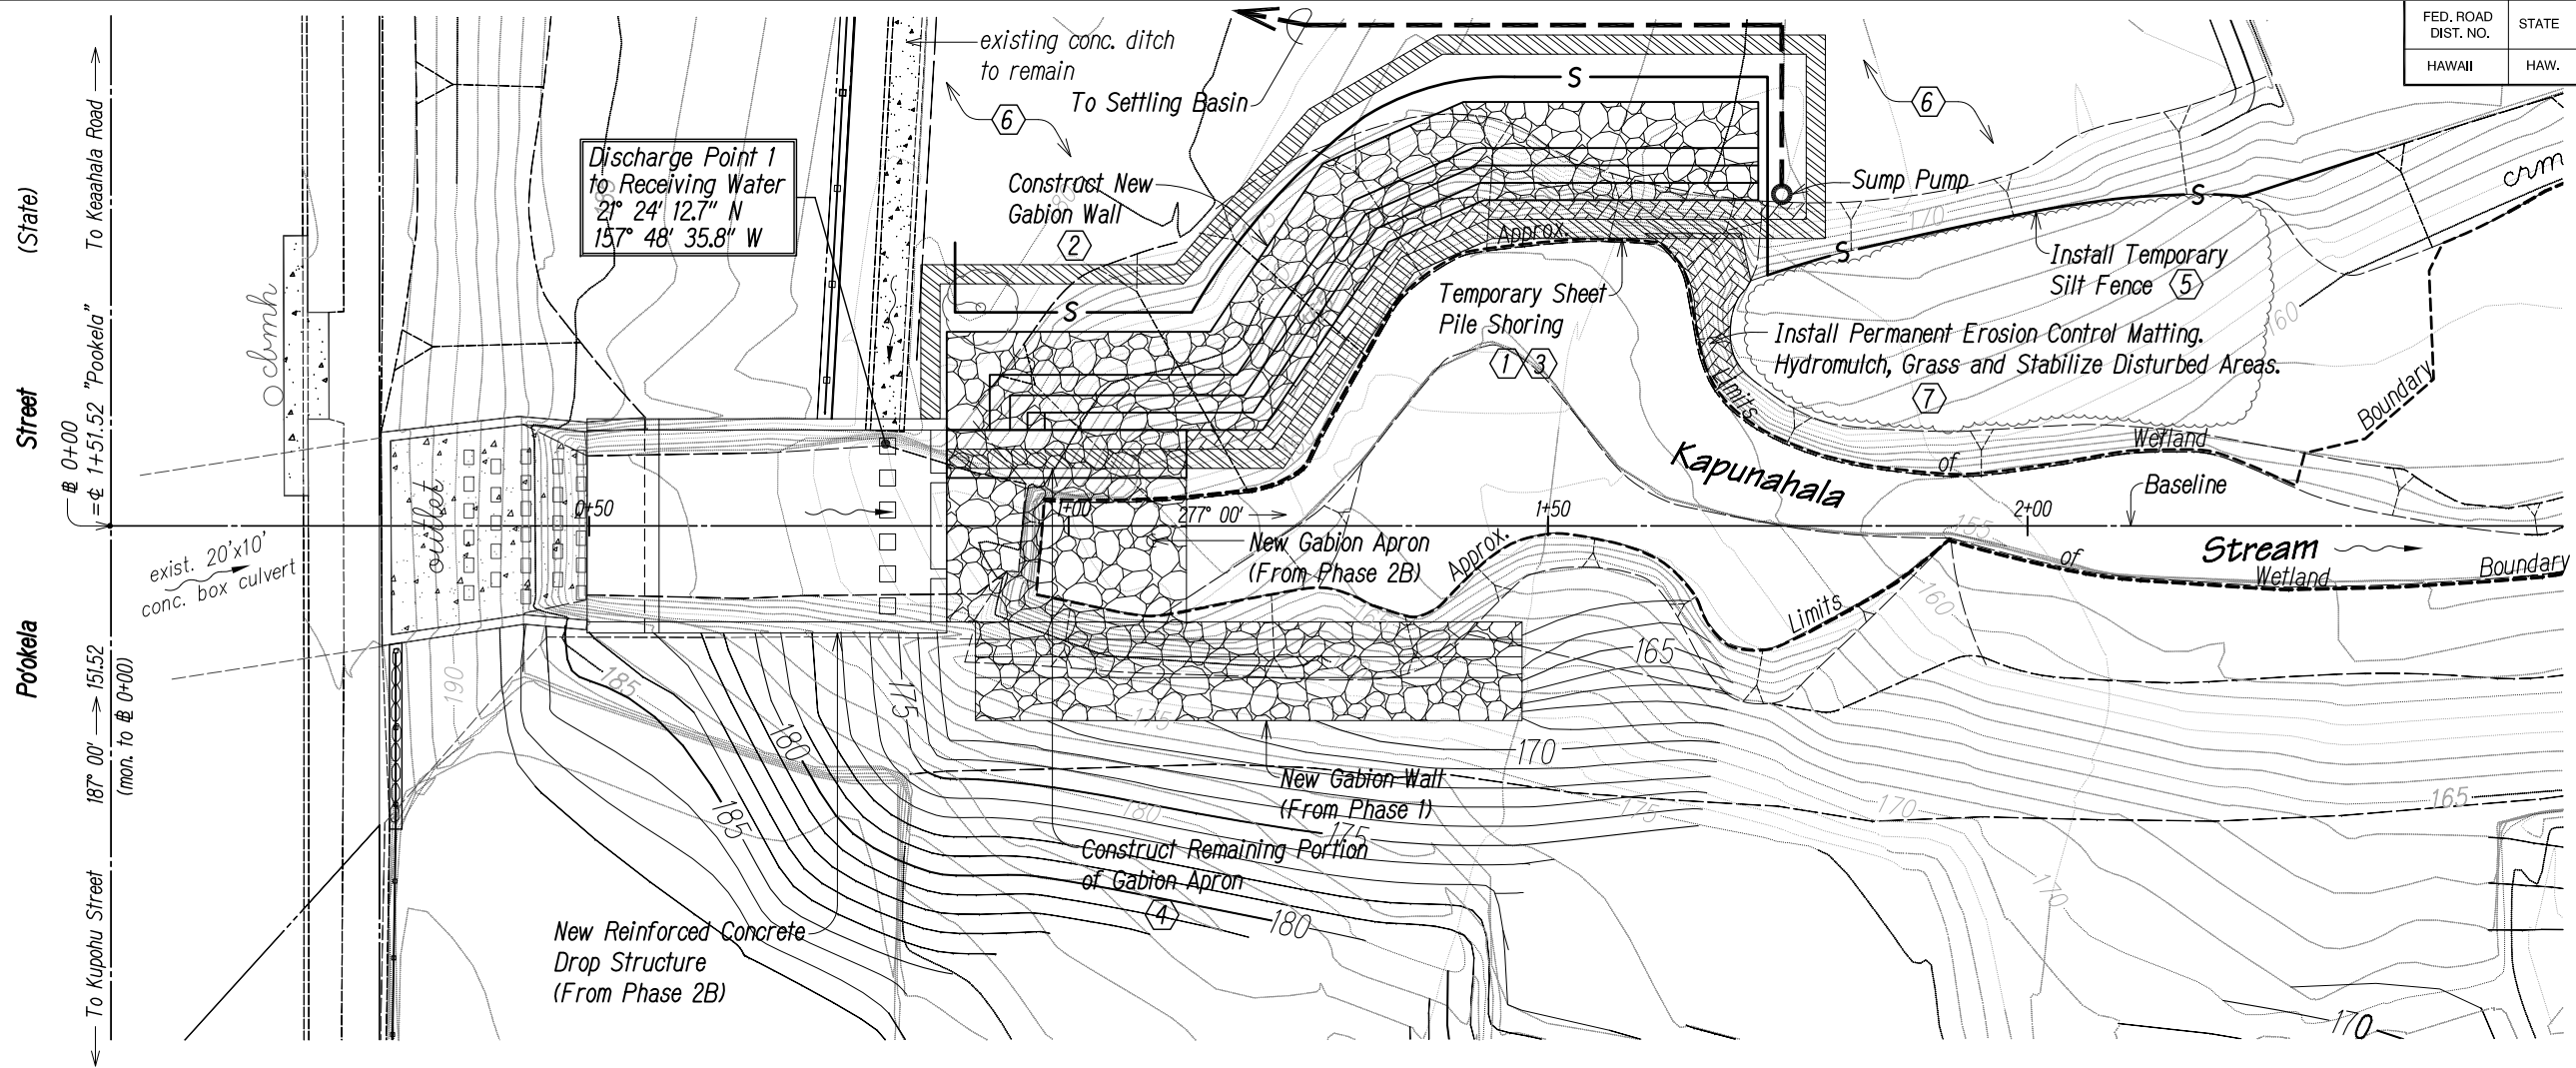 FED. ROAD
DIST. NO.
STATE
HAWAII
HAW.
(State)
Street
Pookela
To Keaahala Road
℄ 1+51.52 "Pookela"
0+00
=
187° 00'
151.52
(mon. to 0+00)
To Kupohu Street
existing conc. ditch
to remain
6
To Settling Basin
Discharge Point 1
to Receiving Water
21° 24' 12.7" N
157° 48' 35.8" W
Construct New
Gabion Wall
2
80
S
S
S
S
6
Sump Pump
170
crm
Approx.
Install Temporary
Silt Fence 5
Temporary Sheet
Pile Shoring
1 3
160
Install Permanent Erosion Control Matting.
Hydromulch, Grass and Stabilize Disturbed Areas.
7
Limits
of
Wetland
Boundary
clbmh
outlet
exist. 20'x10'
conc. box culvert
0+50
1+00
277° 00'
1+50
2+00
Kapunahala
Stream
Baseline
155
New Gabion Apron
(From Phase 2B)
Approx.
Limits
of
Wetland
Boundary
160
165
190
185
175
175
180
170
New Gabion Wall
(From Phase 1)
185
180
175
175
170
165
Construct Remaining Portion
of Gabion Apron
4
180
170
170
New Reinforced Concrete
Drop Structure
(From Phase 2B)